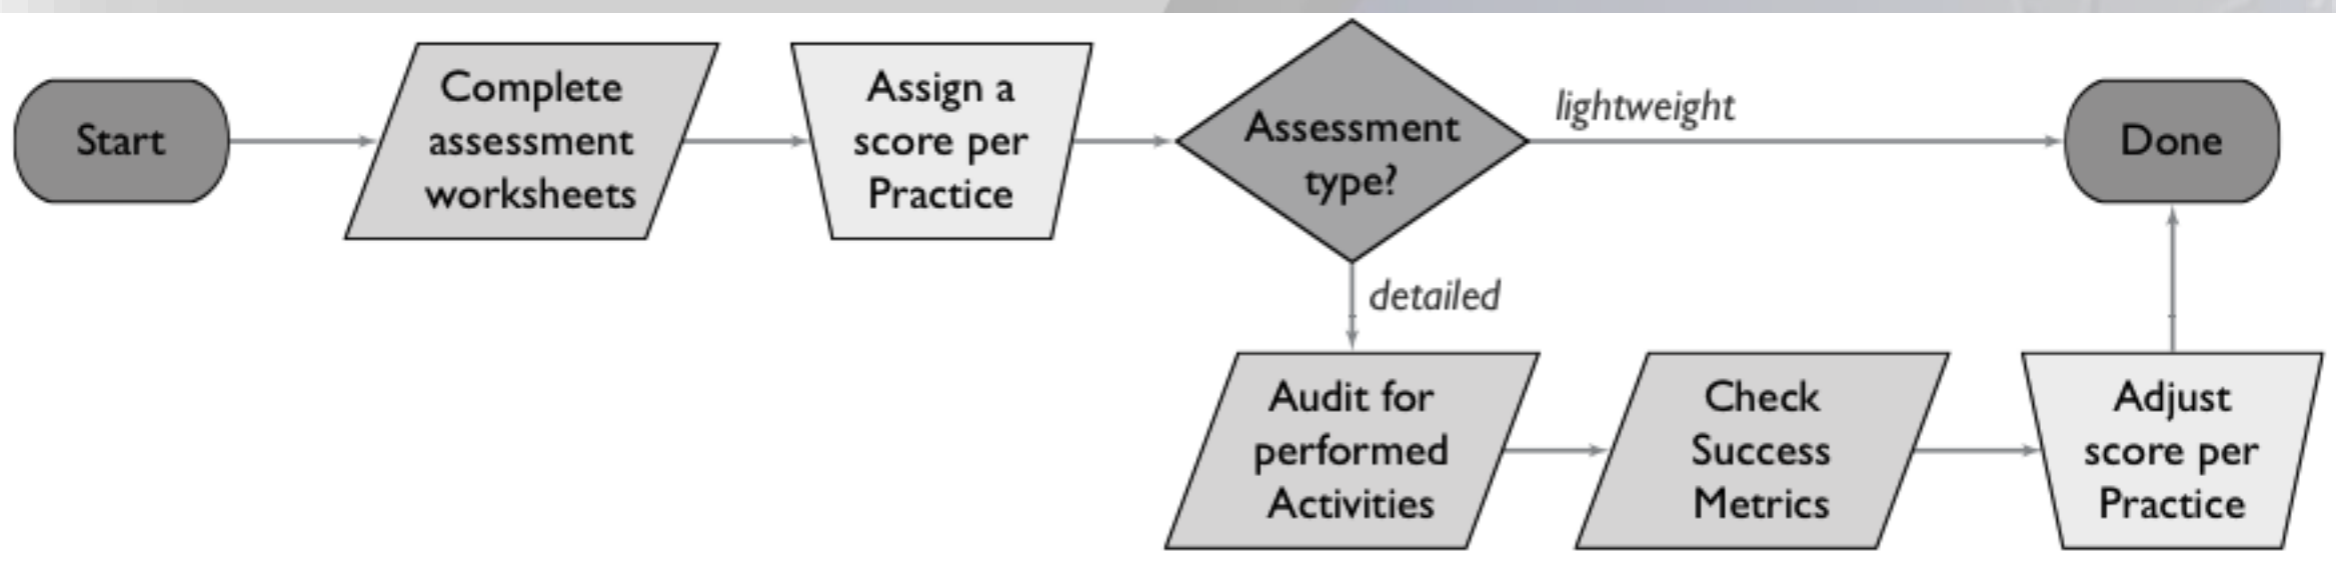 Start
Complete
assessment
worksheets
Assign a
score per
Practice
Assessment
type?
lightweight
Done
detailed
Audit for
performed
Activities
Check
Success
Metrics
Adjust
score per
Practice